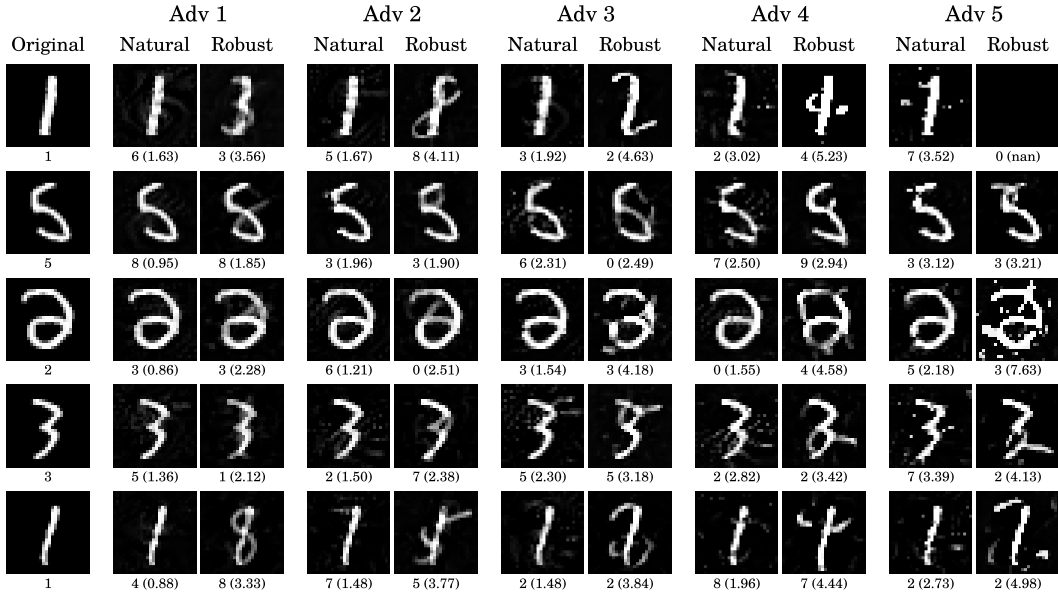 Adv 1 Adv 2 Adv 3 Adv 4 Adv 5
Original Natural Robust Natural Robust Natural Robust Natural Robust Natural Robust
1 6 (1.63) 3 (3.56) 5 (1.67) 8 (4.11) 3 (1.92) 2 (4.63) 2 (3.02) 4 (5.23) 7 (3.52) 0 (nan)
5 8 (0.95) 8 (1.85) 3 (1.96) 3 (1.90) 6 (2.31) 0 (2.49) 7 (2.50) 9 (2.94) 3 (3.12) 3 (3.21)
2 3 (0.86) 3 (2.28) 6 (1.21) 0 (2.51) 3 (1.54) 3 (4.18) 0 (1.55) 4 (4.58) 5 (2.18) 3 (7.63)
3 5 (1.36) 1 (2.12) 2 (1.50) 7 (2.38) 5 (2.30) 5 (3.18) 2 (2.82) 2 (3.42) 7 (3.39) 2 (4.13)
1 4 (0.88) 8 (3.33) 7 (1.48) 5 (3.77) 2 (1.48) 2 (3.84) 8 (1.96) 7 (4.44) 2 (2.73) 2 (4.98)